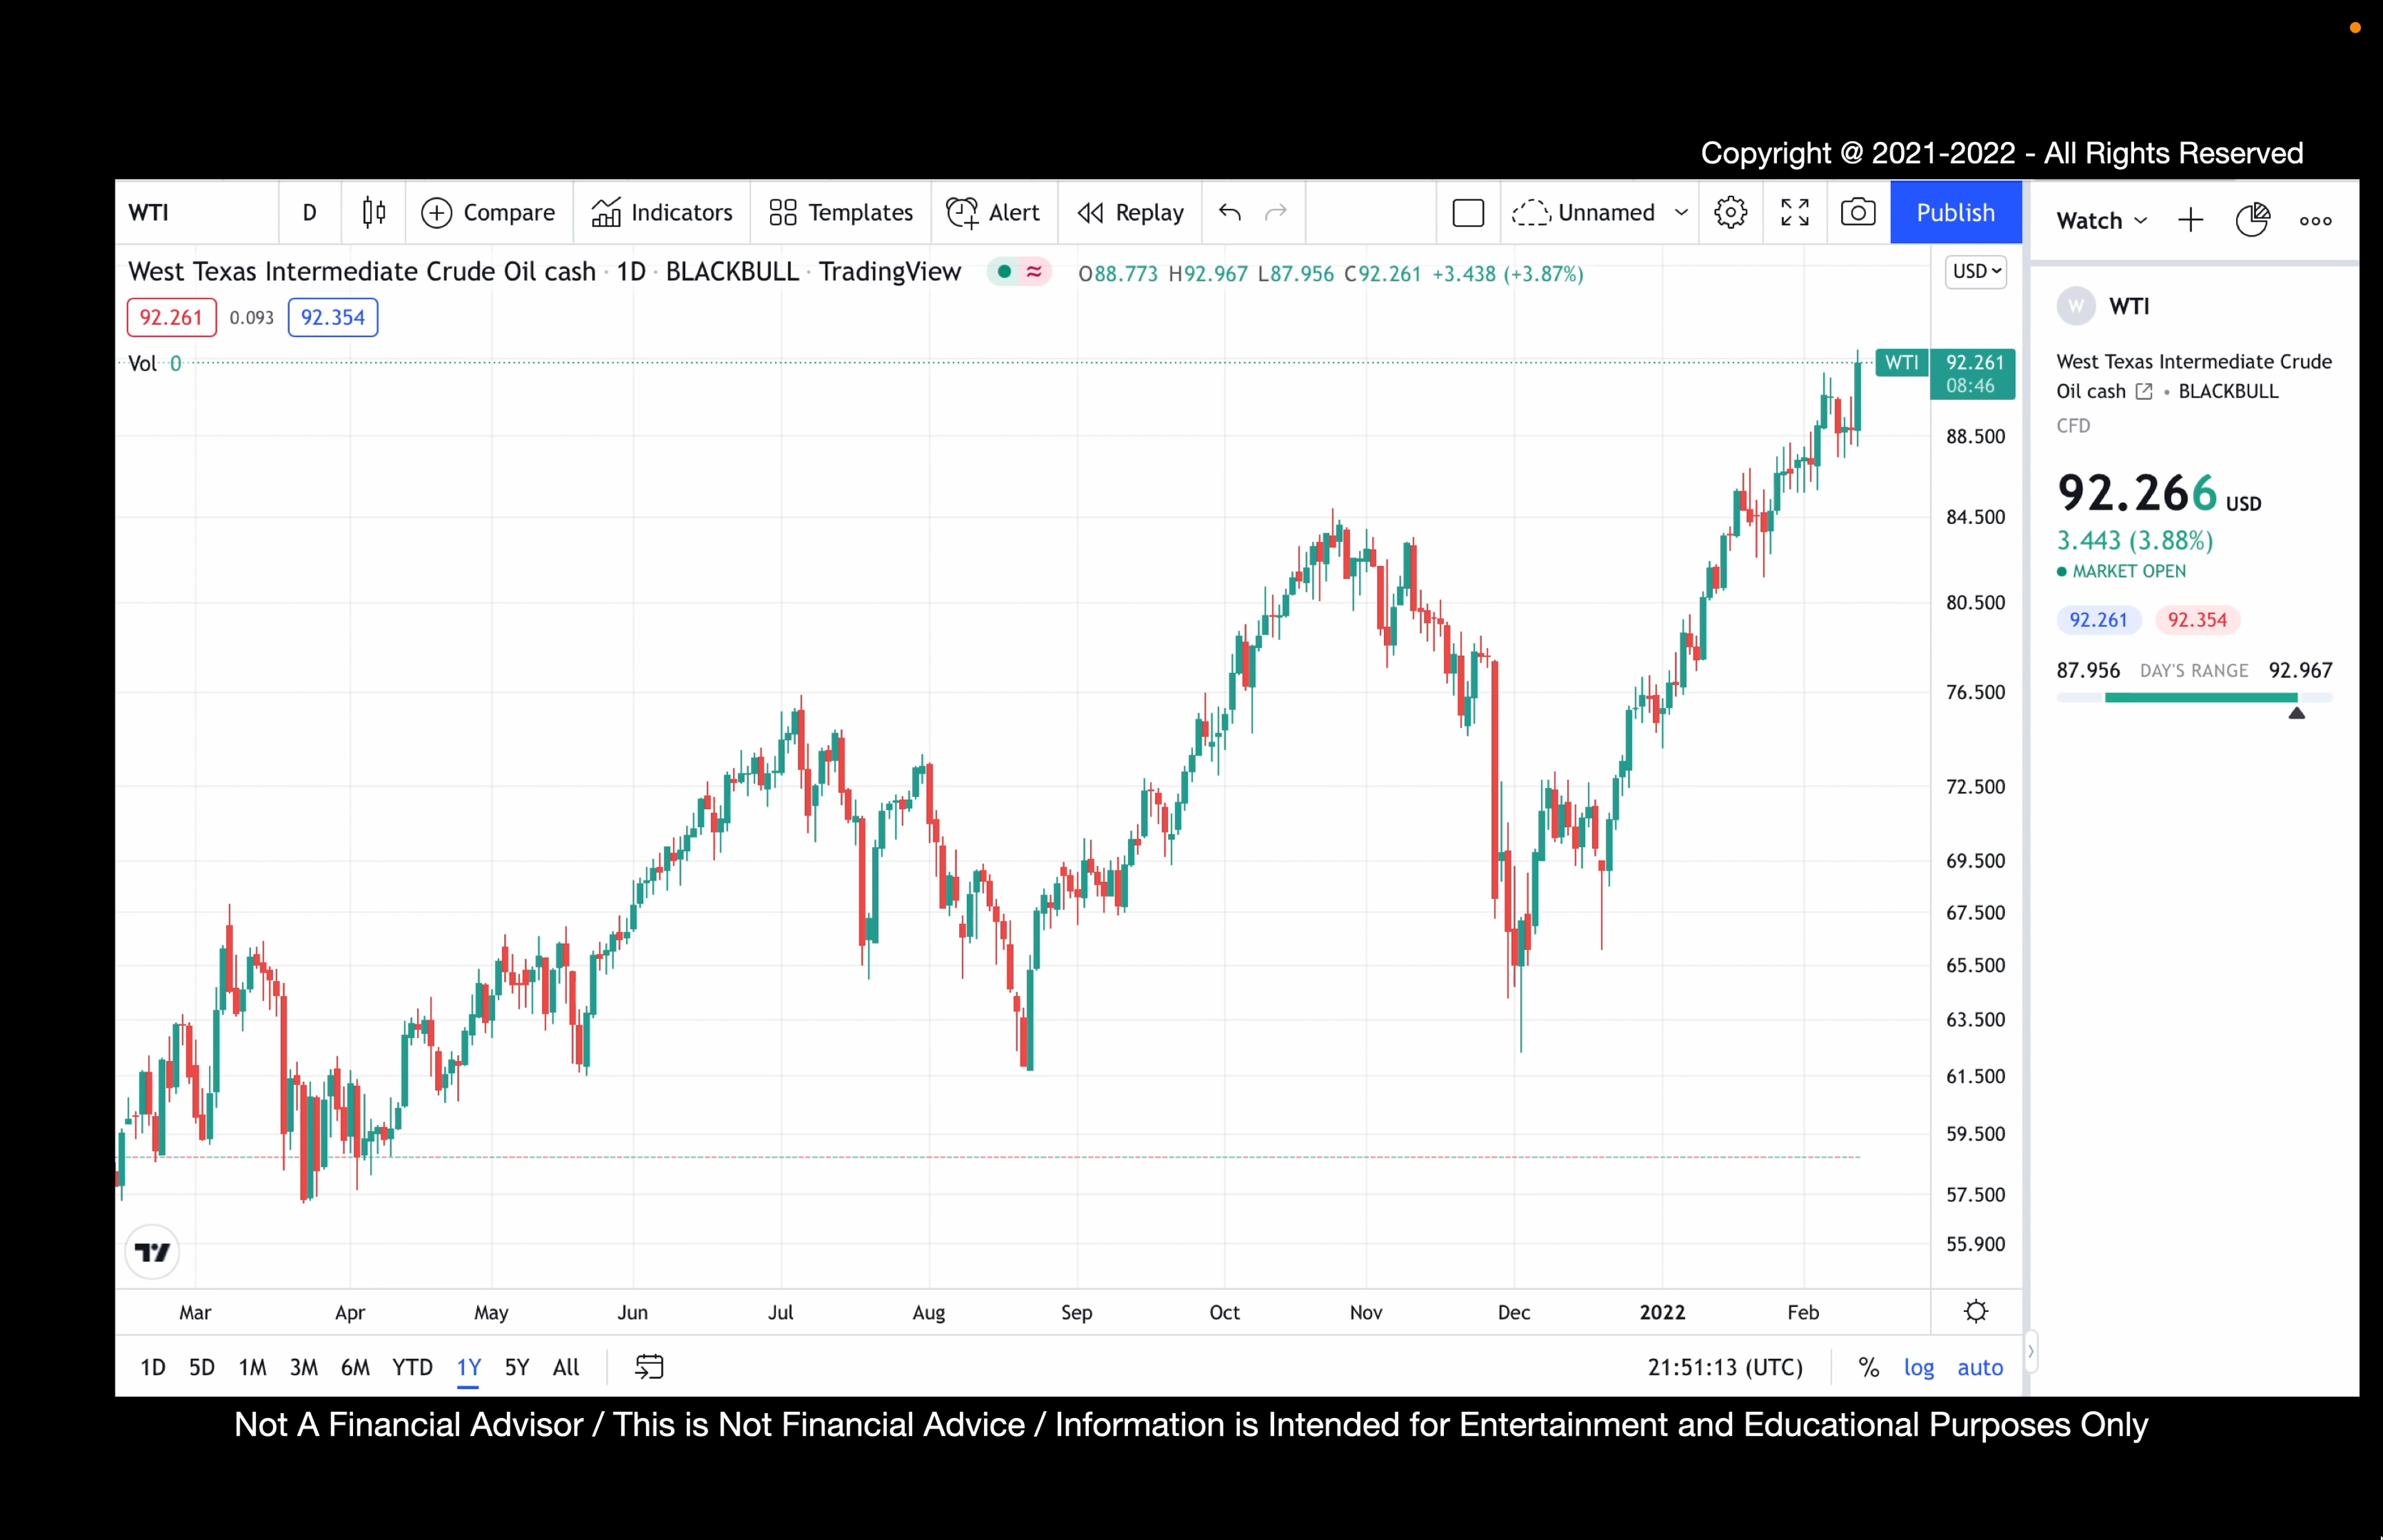 Copyright @ 2021-2022 - All Rights Reserved
WTI D Compare Indicators Templates Alert Replay Unnamed Publish
Watch
West Texas Intermediate Crude Oil cash · 1D · BLACKBULL · TradingView O88.773 H92.967 L87.956 C92.261 +3.438 (+3.87%)
USD
92.261 0.093 92.354
Vol 0
WTI 92.261
08:46
88.500
84.500
80.500
76.500
72.500
69.500
67.500
65.500
63.500
61.500
59.500
57.500
55.900
Mar Apr May Jun Jul Aug Sep Oct Nov Dec 2022 Feb
1D 5D 1M 3M 6M YTD 1Y 5Y All 21:51:13 (UTC) % log auto
W WTI
West Texas Intermediate Crude
Oil cash • BLACKBULL
CFD
92.266 USD
3.443 (3.88%)
MARKET OPEN
92.261 92.354
87.956 DAY'S RANGE 92.967
Not A Financial Advisor / This is Not Financial Advice / Information is Intended for Entertainment and Educational Purposes Only